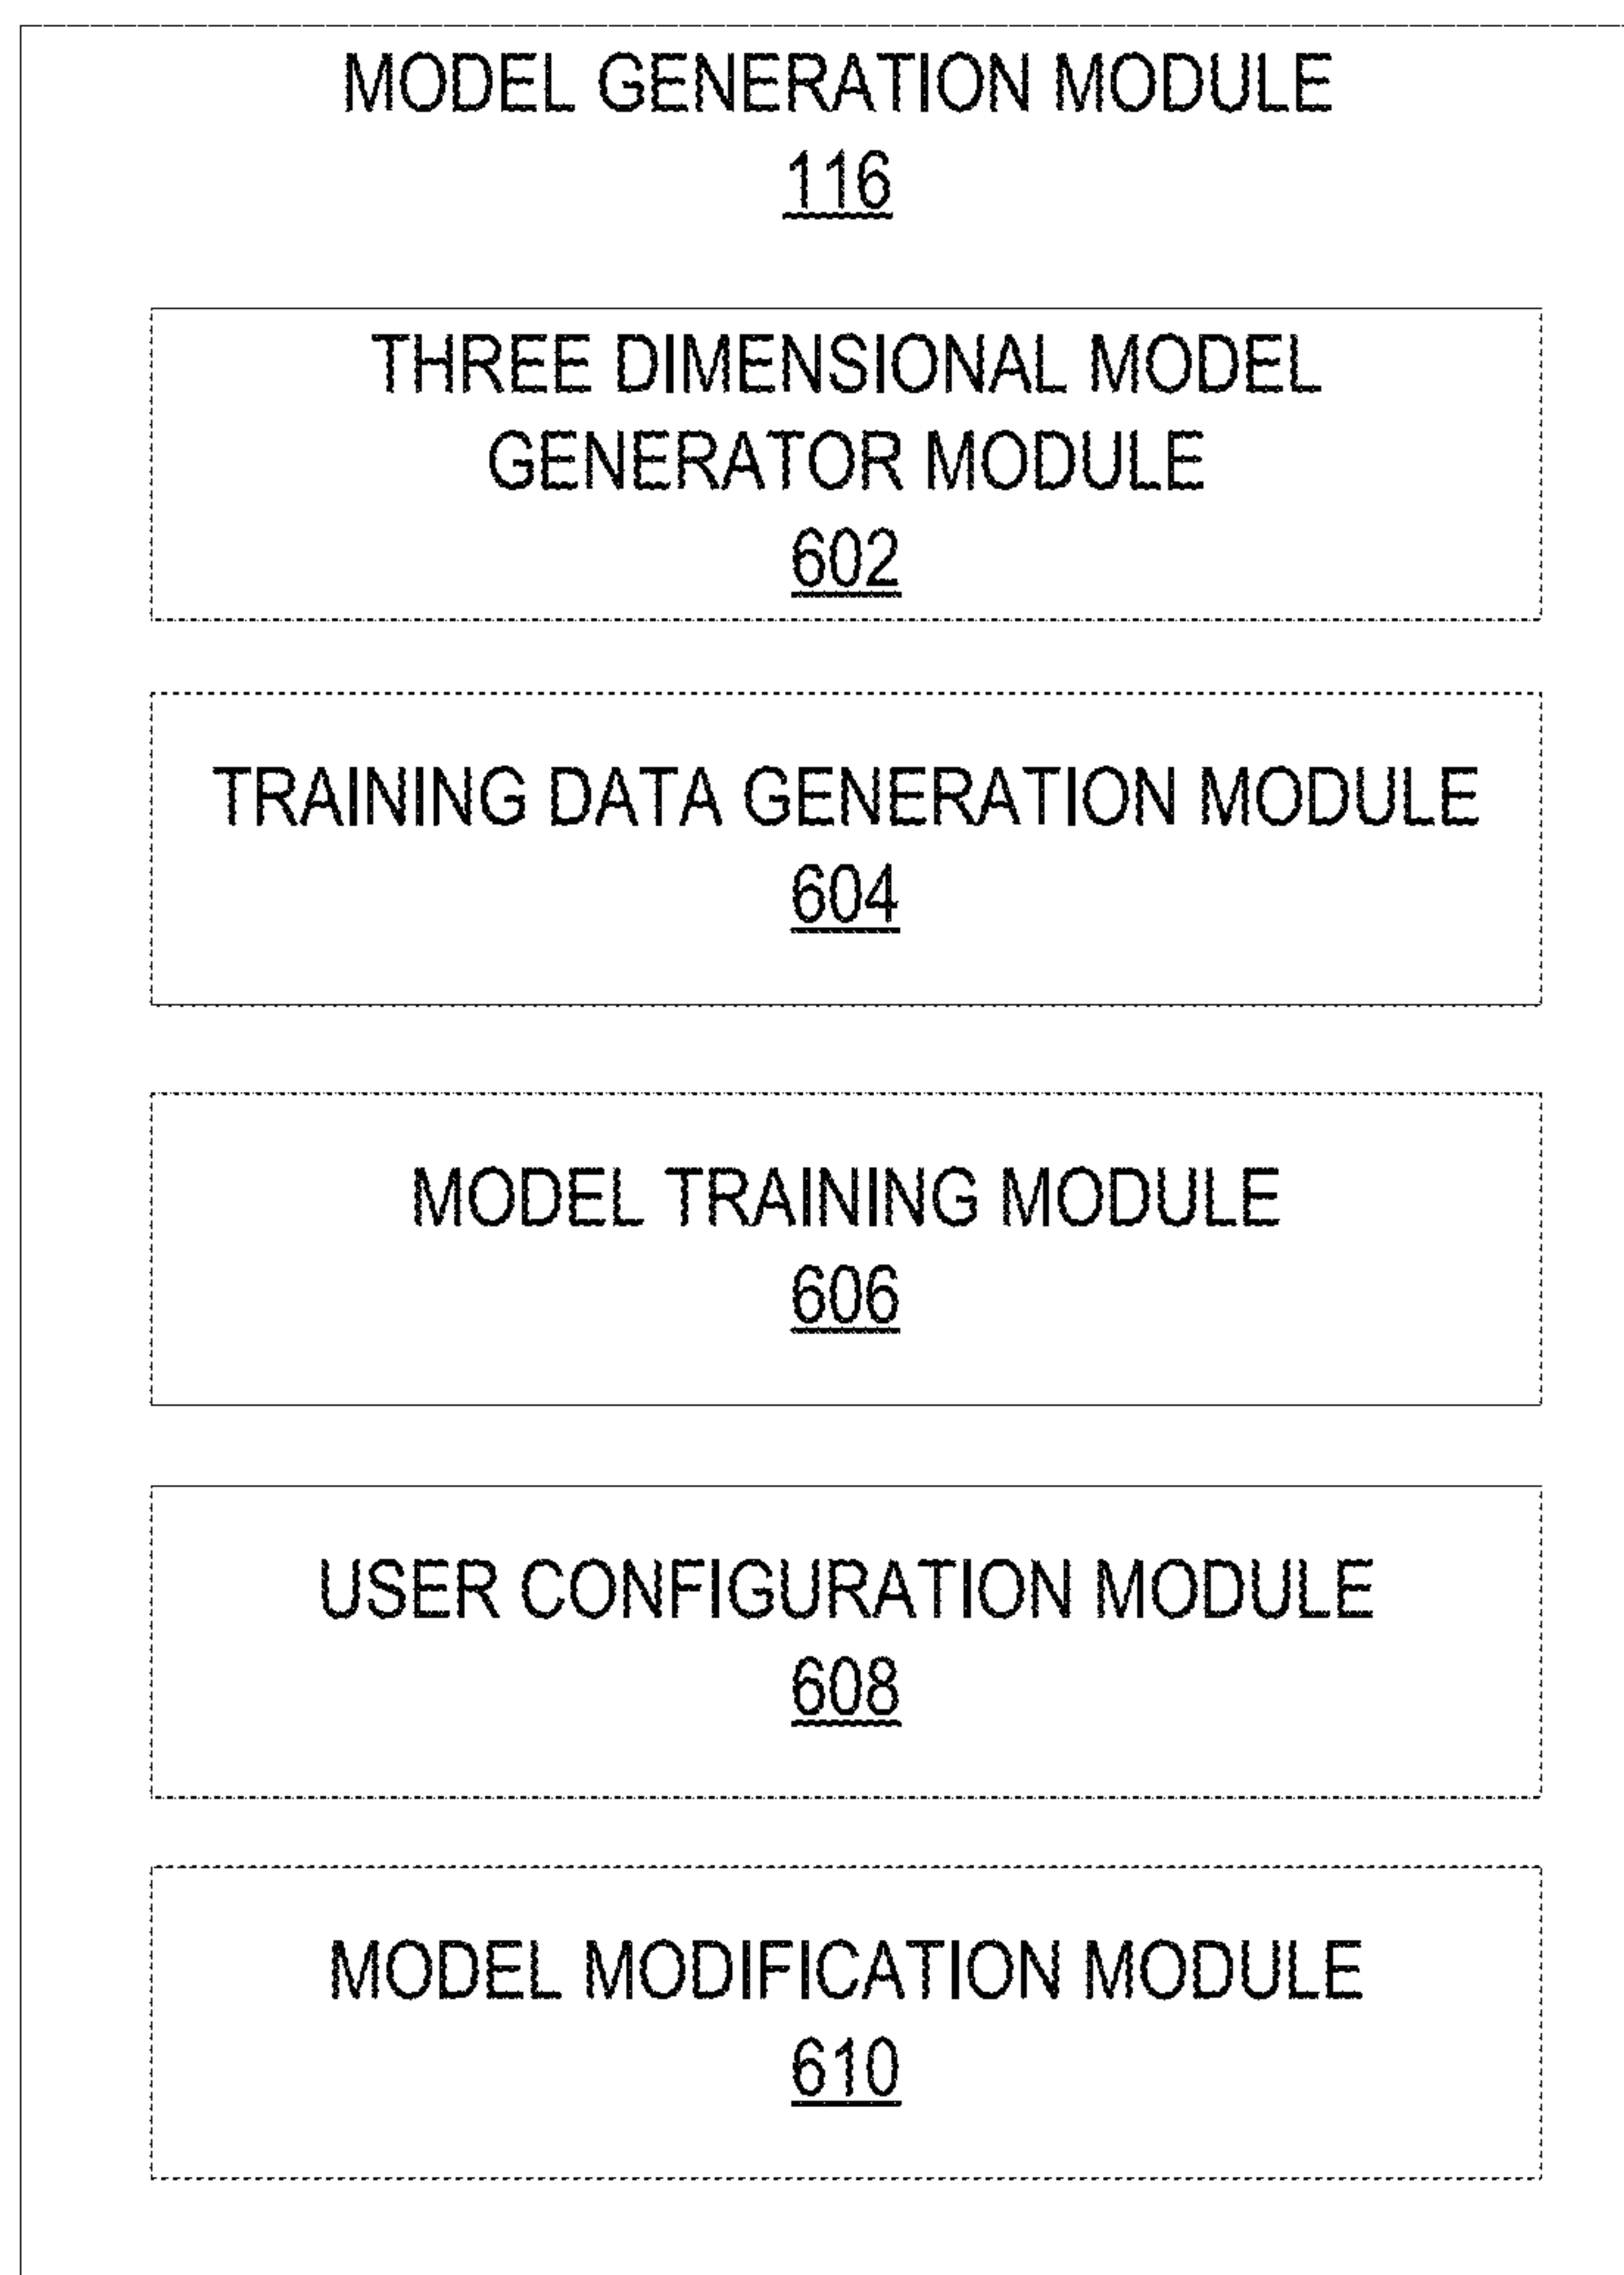 MODEL GENERATION MODULE
116
THREE DIMENSIONAL MODEL
GENERATOR MODULE
602
TRAINING DATA GENERATION MODULE
604
MODEL TRAINING MODULE
606
USER CONFIGURATION MODULE
608
MODEL MODIFICATION MODULE
610